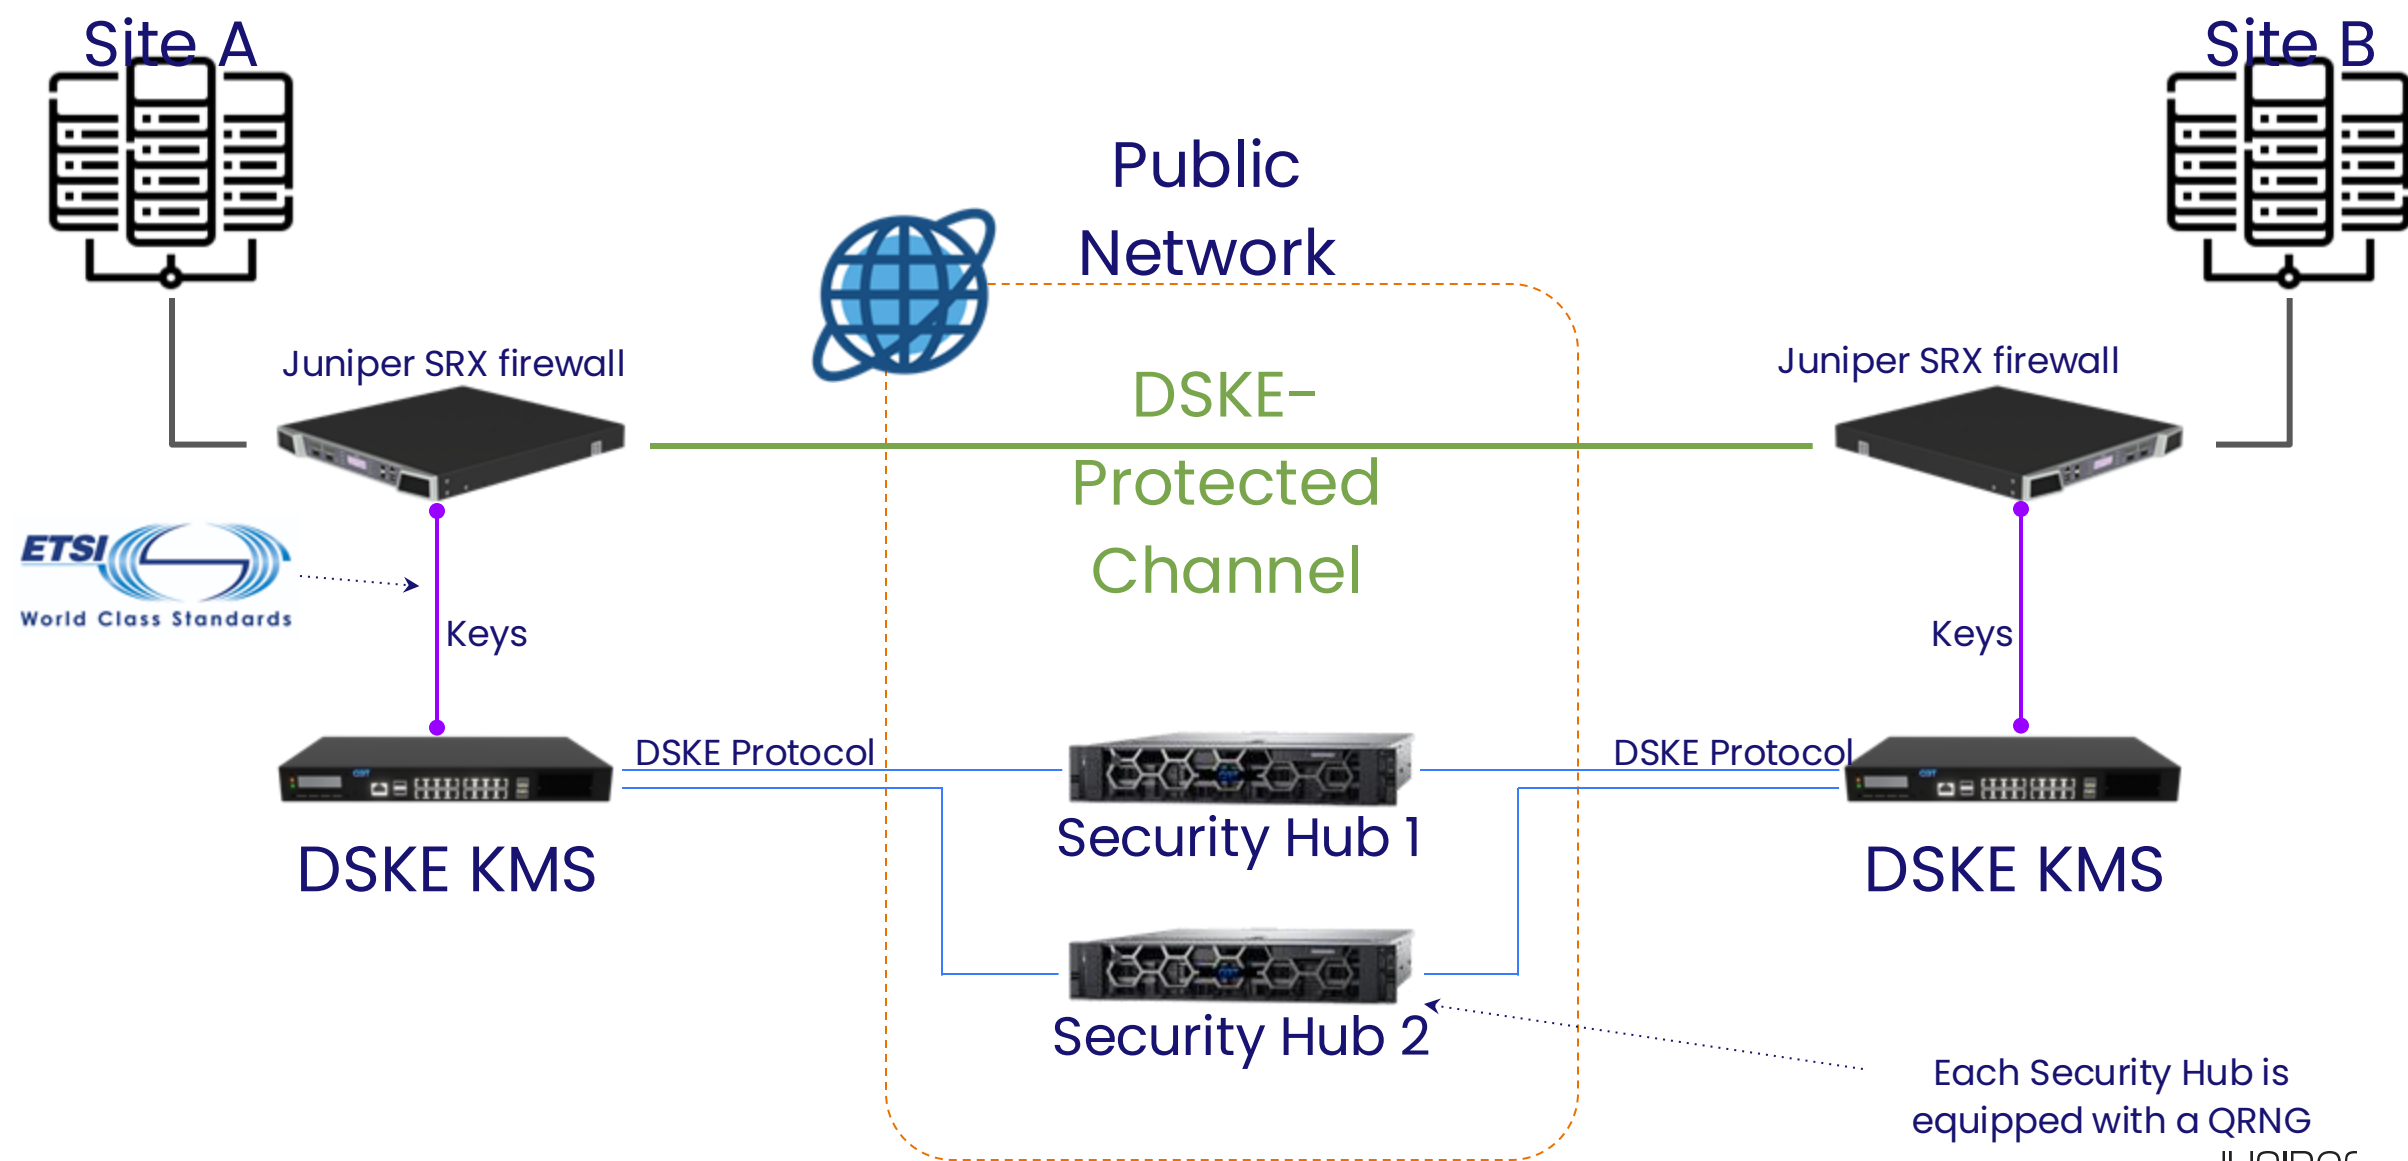 Site A
Site B
Public
Network
Juniper SRX firewall
Juniper SRX firewall
DSKE-
Protected
Channel
ETSI
World Class Standards
Keys
Keys
DSKE Protocol
DSKE Protocol
Security Hub 1
DSKE KMS
DSKE KMS
Security Hub 2
Each Security Hub is
equipped with a QRNG